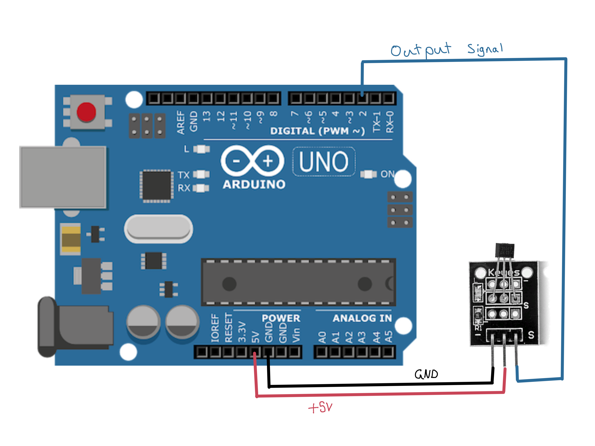 Output Signal
AREF
GND
13
12
~11
~10
~9
8
7
~6
~5
4
~3
2
TX-1
RX-0
DIGITAL (PWM ~)
L
TX
RX
UNO
ARDUINO
ON
Keyes
S
S
POWER
ANALOG IN
IOREF
RESET
3.3V
5V
GND
GND
Vin
A0
A1
A2
A3
A4
A5
GND
+5V